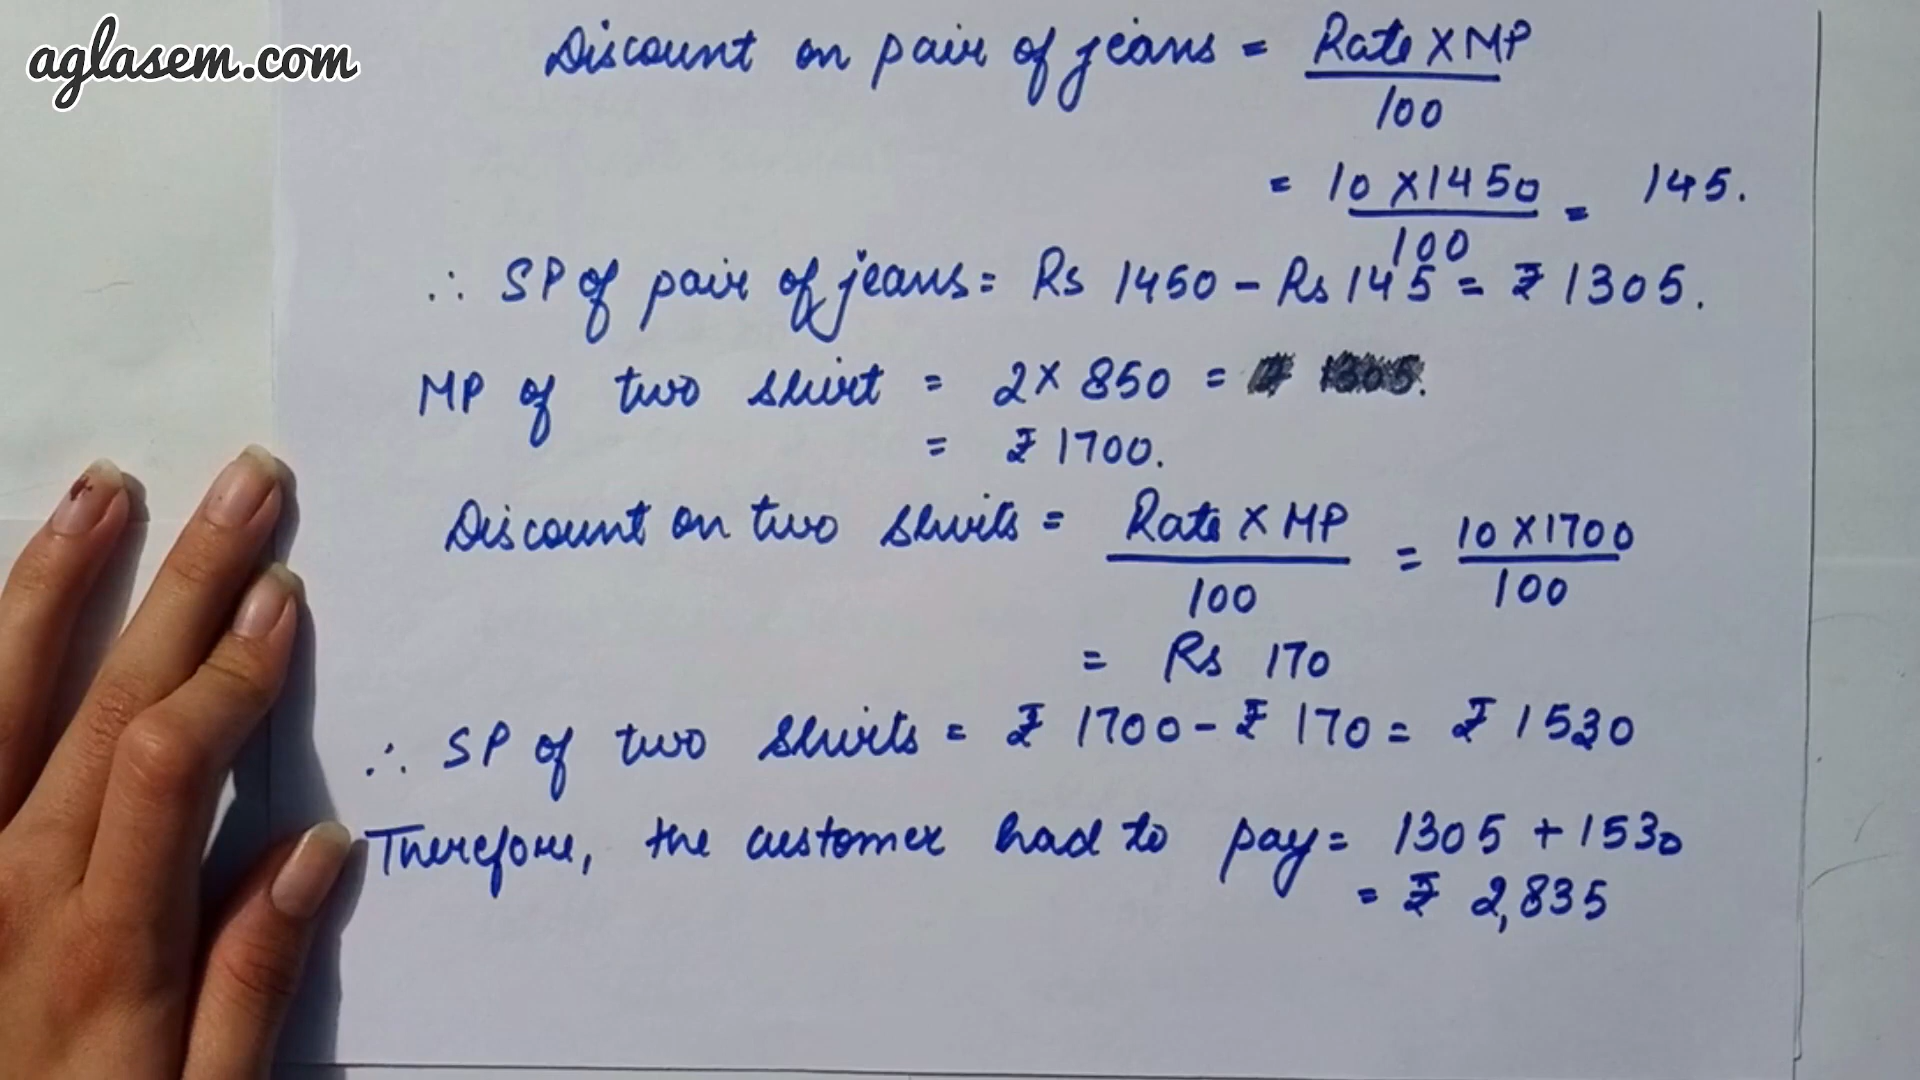 aglasem.com
Discount on pair of jeans = Rate × MP
100
= 10 × 1450 = 145.
100
∴ SP of pair of jeans = Rs 1450 - Rs 145 = ₹ 1305.
MP of two shirt = 2 × 850 =
= ₹ 1700.
Discount on two shirts = Rate × MP = 10 × 1700
100 100
= Rs 170
∴ SP of two shirts = ₹ 1700 - ₹ 170 = ₹ 1530
Therefore, the customer had to pay = 1305 + 1530
= ₹ 2,835